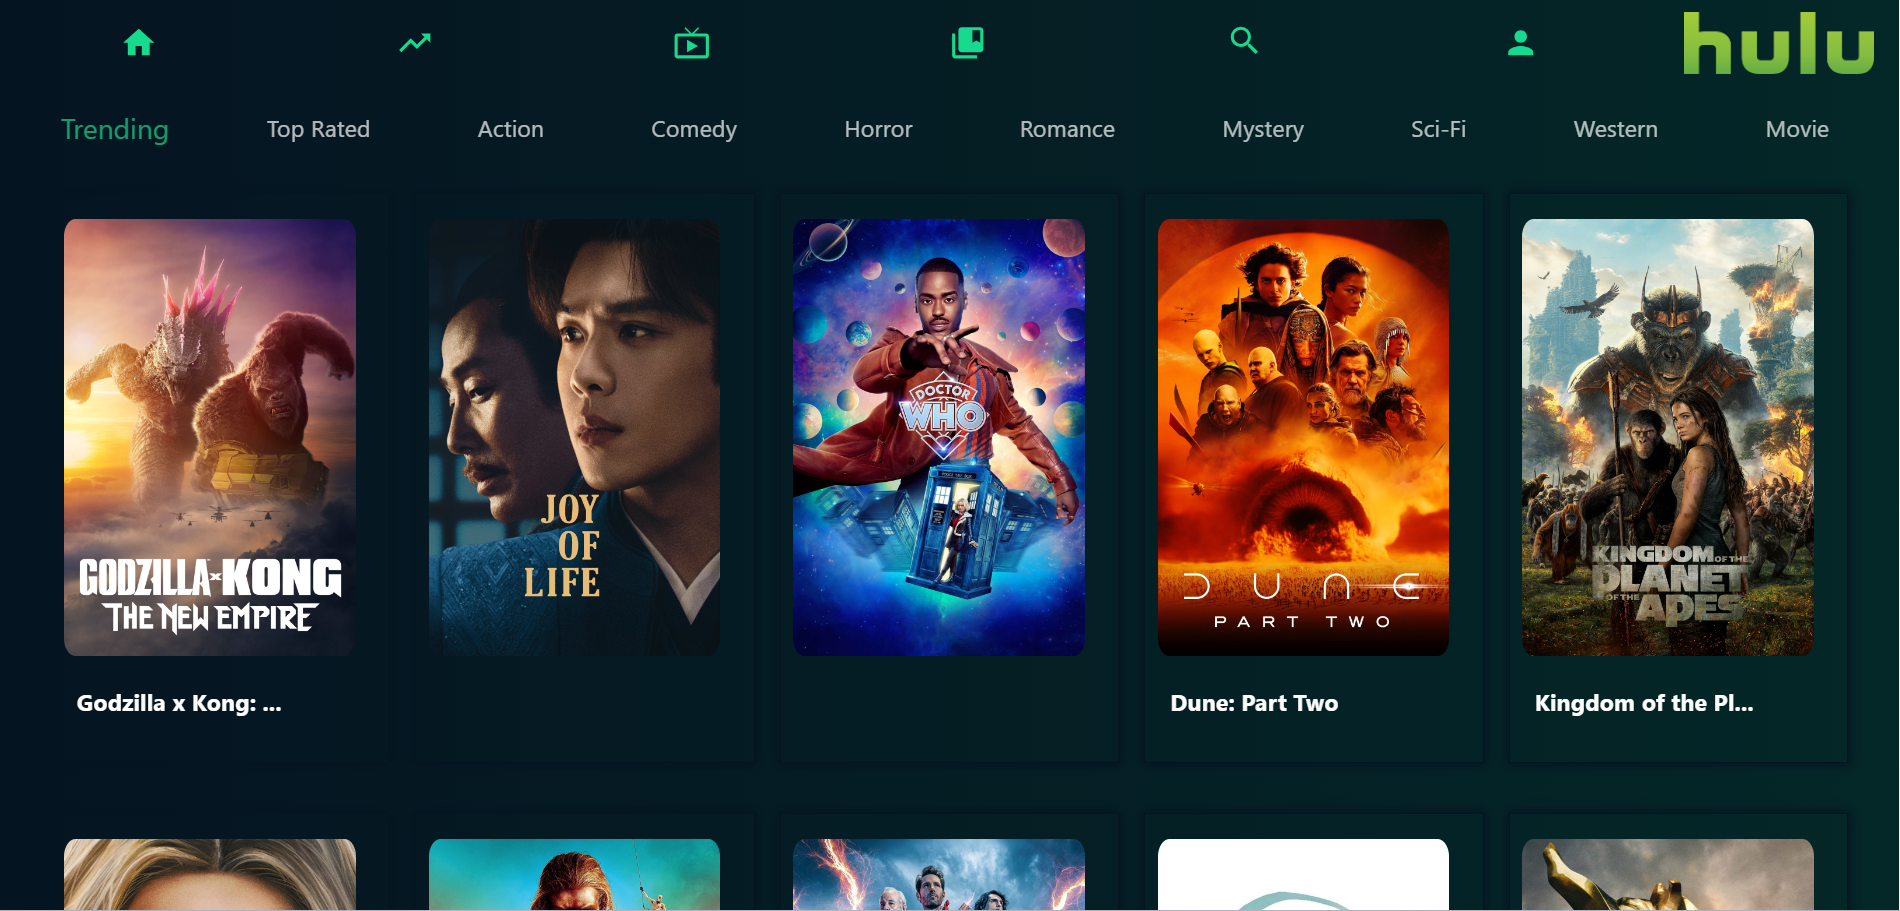 hulu
Trending
Top Rated
Action
Comedy
Horror
Romance
Mystery
Sci-Fi
Western
Movie
GODZILLA x KONG
THE NEW EMPIRE
JOY
OF
LIFE
DOCTOR
WHO
DUNE
PART TWO
KINGDOM OF THE
PLANET
OF THE APES
Godzilla x Kong: ...
Dune: Part Two
Kingdom of the Pl...